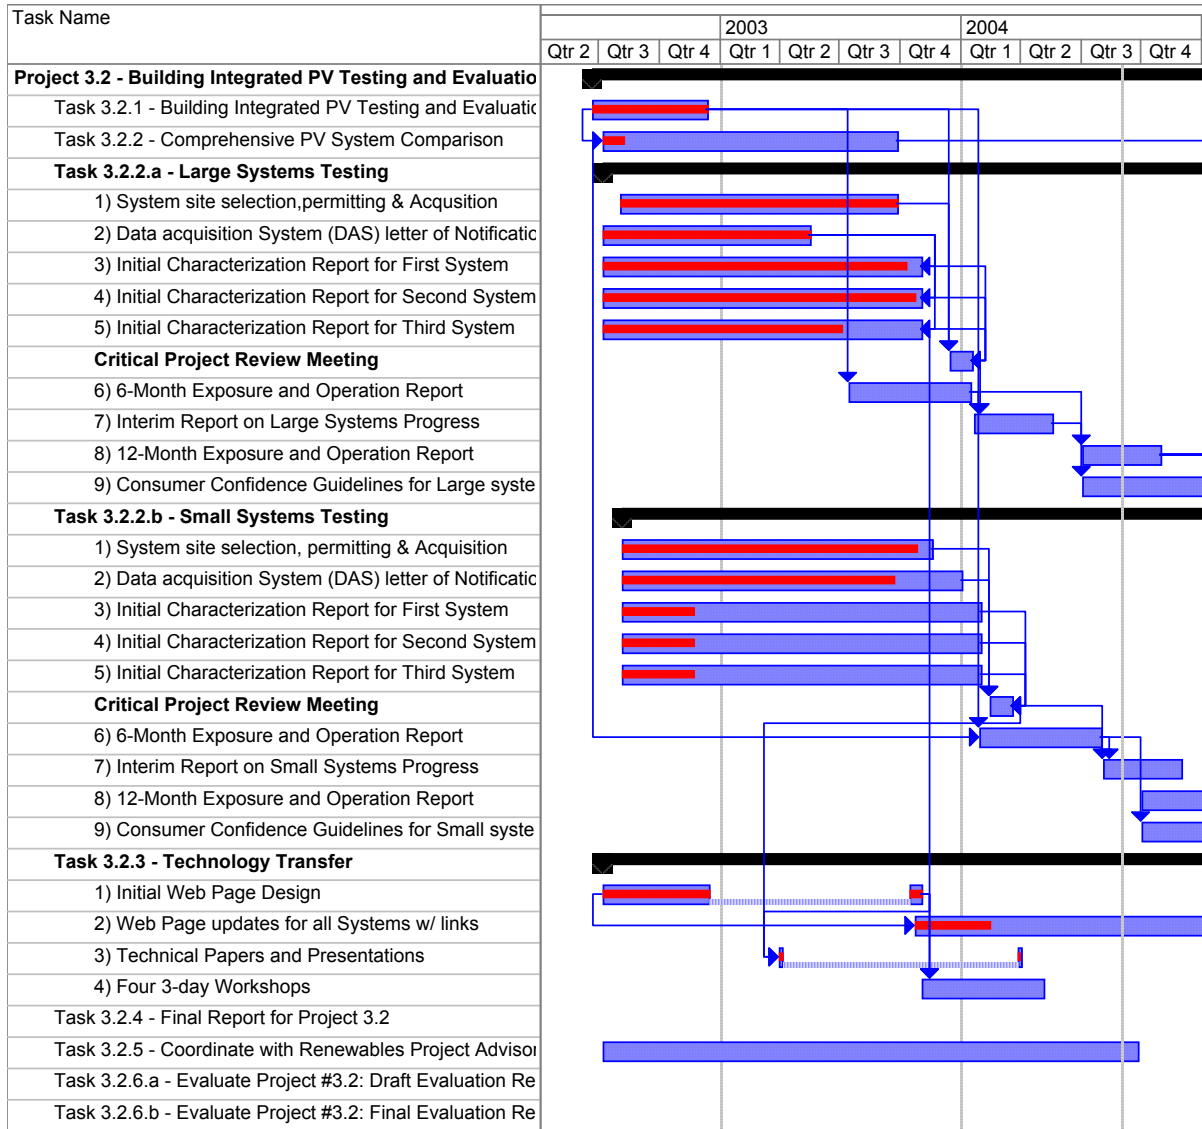 Task Name
2003 2004
Qtr 2 Qtr 3 Qtr 4 Qtr 1 Qtr 2 Qtr 3 Qtr 4 Qtr 1 Qtr 2 Qtr 3 Qtr 4
Project 3.2 - Building Integrated PV Testing and Evaluatio
Task 3.2.1 - Building Integrated PV Testing and Evaluatic
Task 3.2.2 - Comprehensive PV System Comparison
Task 3.2.2.a - Large Systems Testing
1) System site selection,permitting & Acqusition
2) Data acquisition System (DAS) letter of Notificatic
3) Initial Characterization Report for First System
4) Initial Characterization Report for Second System
5) Initial Characterization Report for Third System
Critical Project Review Meeting
6) 6-Month Exposure and Operation Report
7) Interim Report on Large Systems Progress
8) 12-Month Exposure and Operation Report
9) Consumer Confidence Guidelines for Large syste
Task 3.2.2.b - Small Systems Testing
1) System site selection, permitting & Acquisition
2) Data acquisition System (DAS) letter of Notificatic
3) Initial Characterization Report for First System
4) Initial Characterization Report for Second System
5) Initial Characterization Report for Third System
Critical Project Review Meeting
6) 6-Month Exposure and Operation Report
7) Interim Report on Small Systems Progress
8) 12-Month Exposure and Operation Report
9) Consumer Confidence Guidelines for Small syste
Task 3.2.3 - Technology Transfer
1) Initial Web Page Design
2) Web Page updates for all Systems w/ links
3) Technical Papers and Presentations
4) Four 3-day Workshops
Task 3.2.4 - Final Report for Project 3.2
Task 3.2.5 - Coordinate with Renewables Project Advisor
Task 3.2.6.a - Evaluate Project #3.2: Draft Evaluation Re
Task 3.2.6.b - Evaluate Project #3.2: Final Evaluation Re